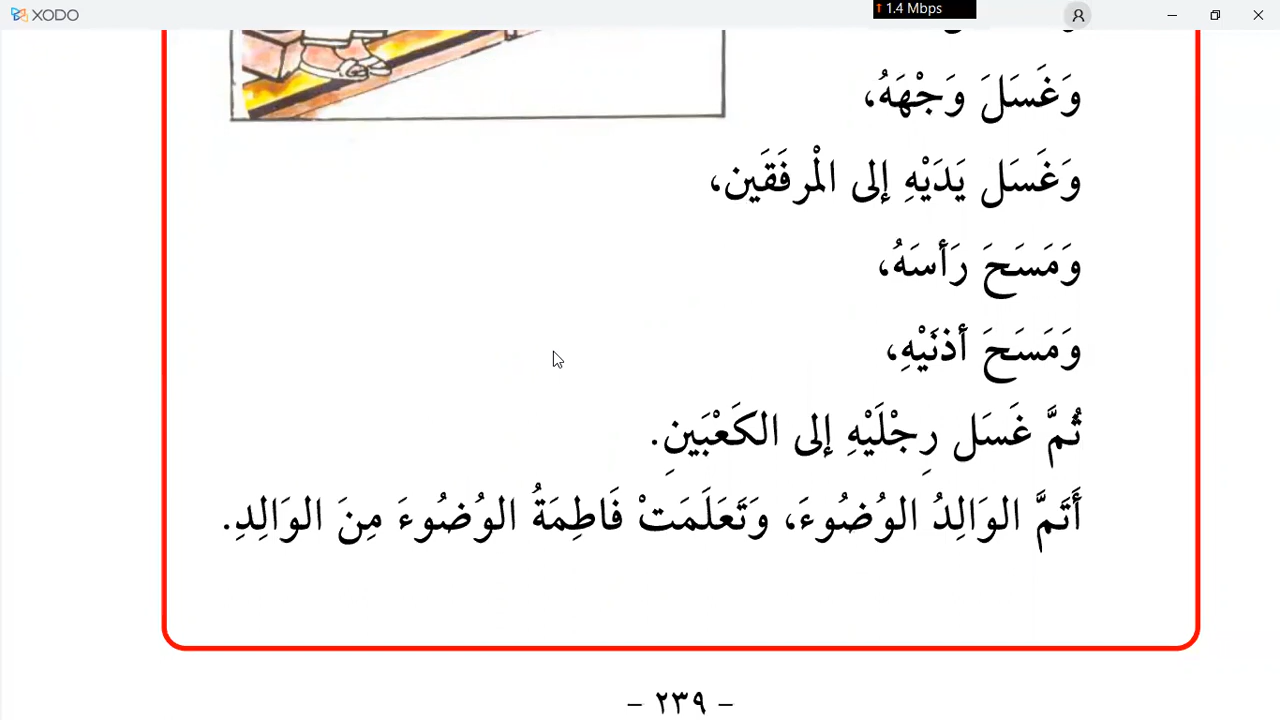 XODO
↑ 1.4 Mbps
وَغَسَلَ وَجْهَهُ،
وَغَسَل يَدَيْهِ إلى الْمرفَقَين،
وَمَسَحَ رَأسَهُ،
وَمَسَحَ أذنَيْهِ،
ثُمَّ غَسَل رِجْلَيْهِ إلى الكَعْبَينِ.
أَتَمَّ الوَالِدُ الوُضُوءَ، وَتَعَلَمَتْ فَاطِمَةُ الوُضُوءَ مِنَ الوَالِدِ.
- ٢٣٩ -